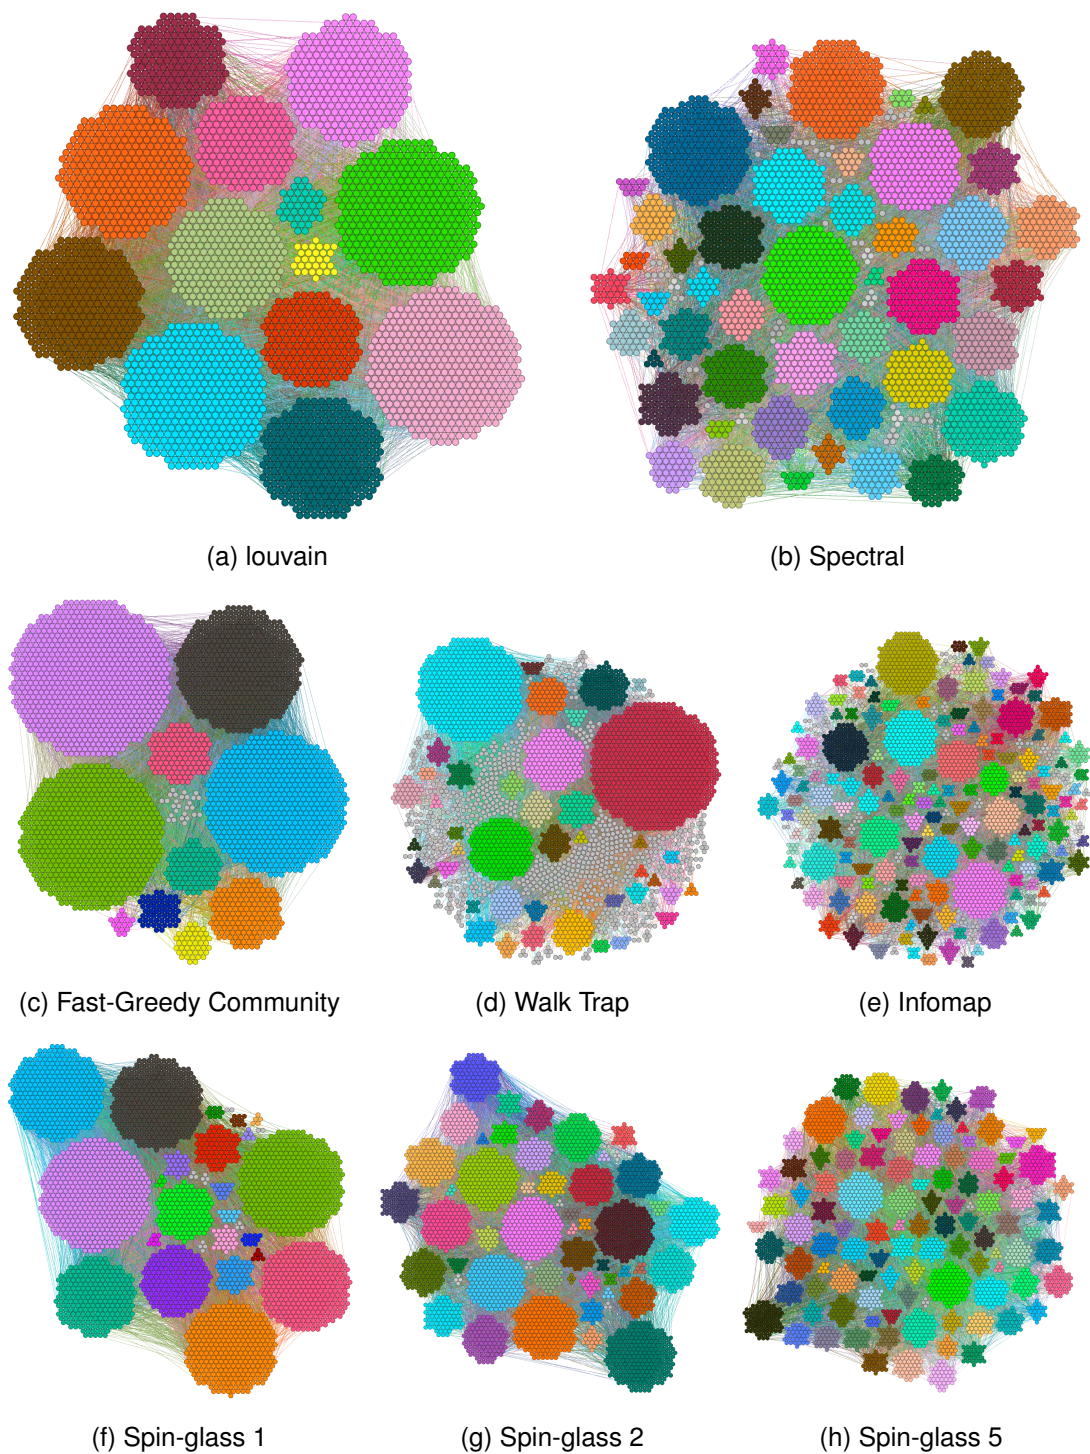 (a) louvain
(b) Spectral
(c) Fast-Greedy Community
(d) Walk Trap
(e) Infomap
(f) Spin-glass 1
(g) Spin-glass 2
(h) Spin-glass 5